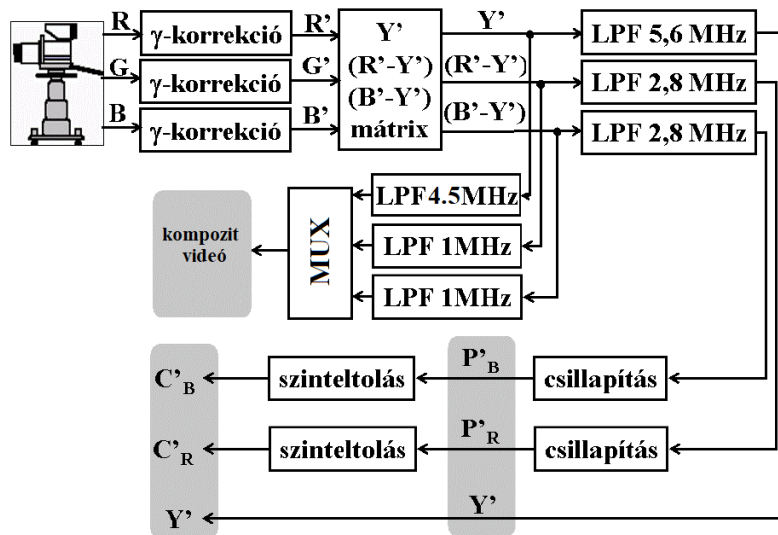 R γ-korrekció R’ Y’ Y’ LPF 5,6 MHz
G γ-korrekció G’ (R’-Y’) (R’-Y’) LPF 2,8 MHz
B γ-korrekció B’ (B’-Y’) (B’-Y’) LPF 2,8 MHz
mátrix
kompozit
videó
MUX
LPF4.5MHz
LPF 1MHz
LPF 1MHz
C’B szinteltolás P’B csillapítás
C’R szinteltolás P’R csillapítás
Y’ Y’